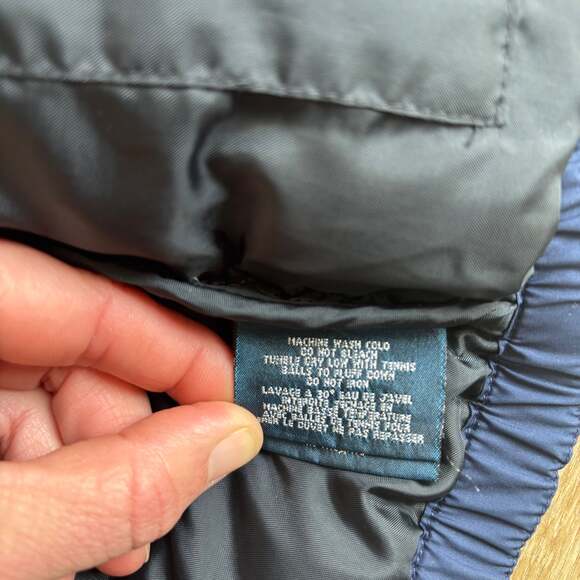 MACHINE WASH COLD
DO NOT BLEACH
TUMBLE DRY LOW WITH TENNIS
BALLS TO FLUFF DOWN
DO NOT IRON
LAVAGE A 30° EAU DE JAVEL
INTERDITE SECHAGE EN
MACHINE BASSE TEMPERATURE
AVEC BALLES DE TENNIS POUR
LE DUVET NE PAS REPASSER